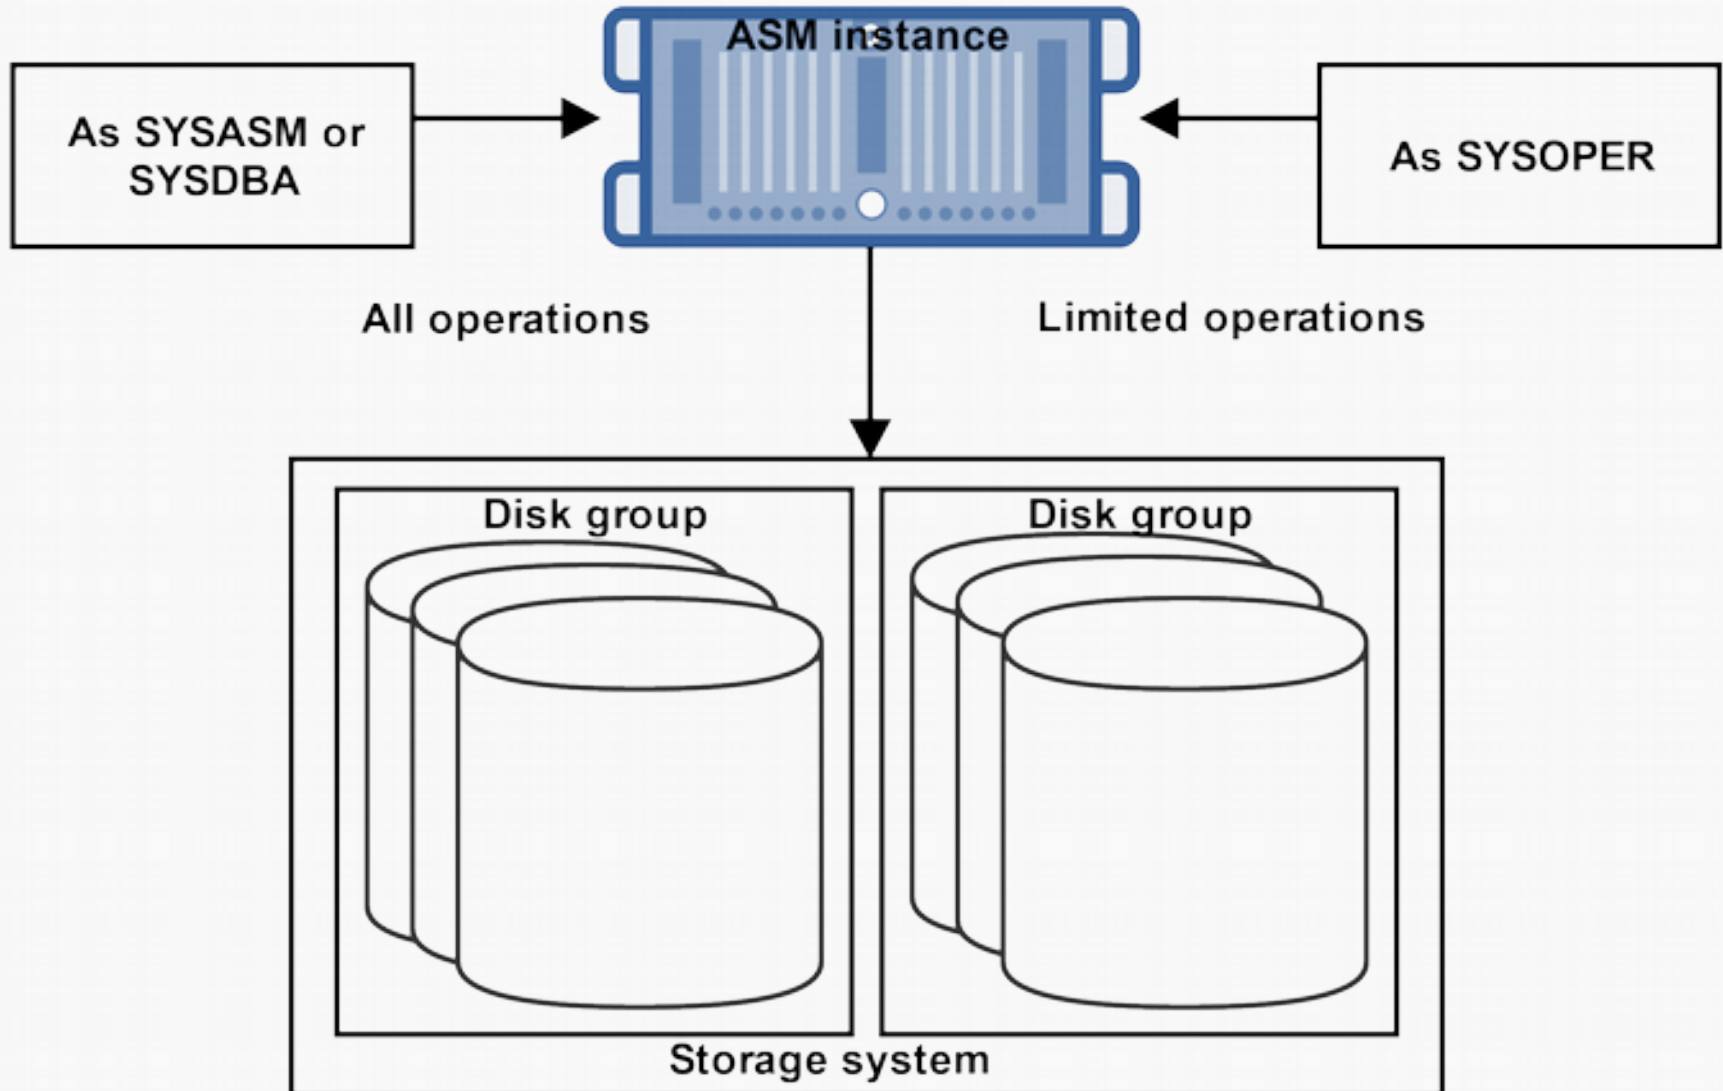 ASM instance
As SYSASM or
SYSDBA
As SYSOPER
All operations
Limited operations
Disk group
Disk group
Storage system